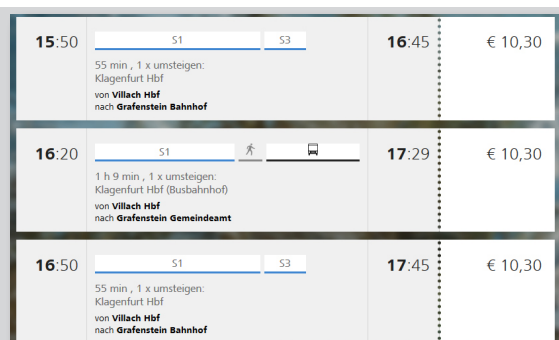 15:50 S1 S3 16:45 € 10,30
55 min , 1 x umsteigen:
Klagenfurt Hbf
von Villach Hbf
nach Grafenstein Bahnhof
16:20 S1 17:29 € 10,30
1 h 9 min , 1 x umsteigen:
Klagenfurt Hbf (Busbahnhof)
von Villach Hbf
nach Grafenstein Gemeindeamt
16:50 S1 S3 17:45 € 10,30
55 min , 1 x umsteigen:
Klagenfurt Hbf
von Villach Hbf
nach Grafenstein Bahnhof